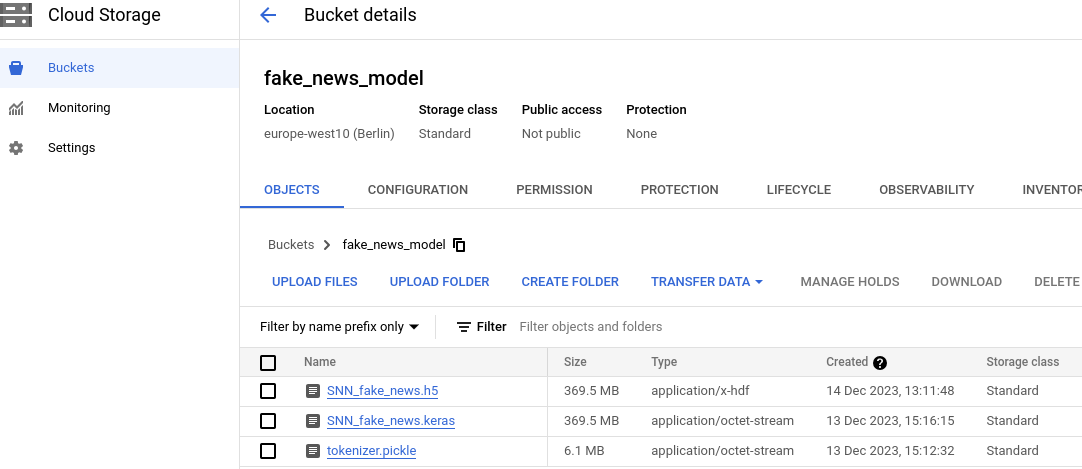 Cloud Storage
Bucket details
Buckets
Monitoring
Settings
fake_news_model
Location Storage class Public access Protection
europe-west10 (Berlin) Standard Not public None
OBJECTS CONFIGURATION PERMISSION PROTECTION LIFECYCLE OBSERVABILITY INVENTOR
Buckets > fake_news_model
UPLOAD FILES UPLOAD FOLDER CREATE FOLDER TRANSFER DATA MANAGE HOLDS DOWNLOAD DELETE
Filter by name prefix only Filter Filter objects and folders
Name Size Type Created ? Storage class
SNN_fake_news.h5 369.5 MB application/x-hdf 14 Dec 2023, 13:11:48 Standard
SNN_fake_news.keras 369.5 MB application/octet-stream 13 Dec 2023, 15:16:15 Standard
tokenizer.pickle 6.1 MB application/octet-stream 13 Dec 2023, 15:12:32 Standard